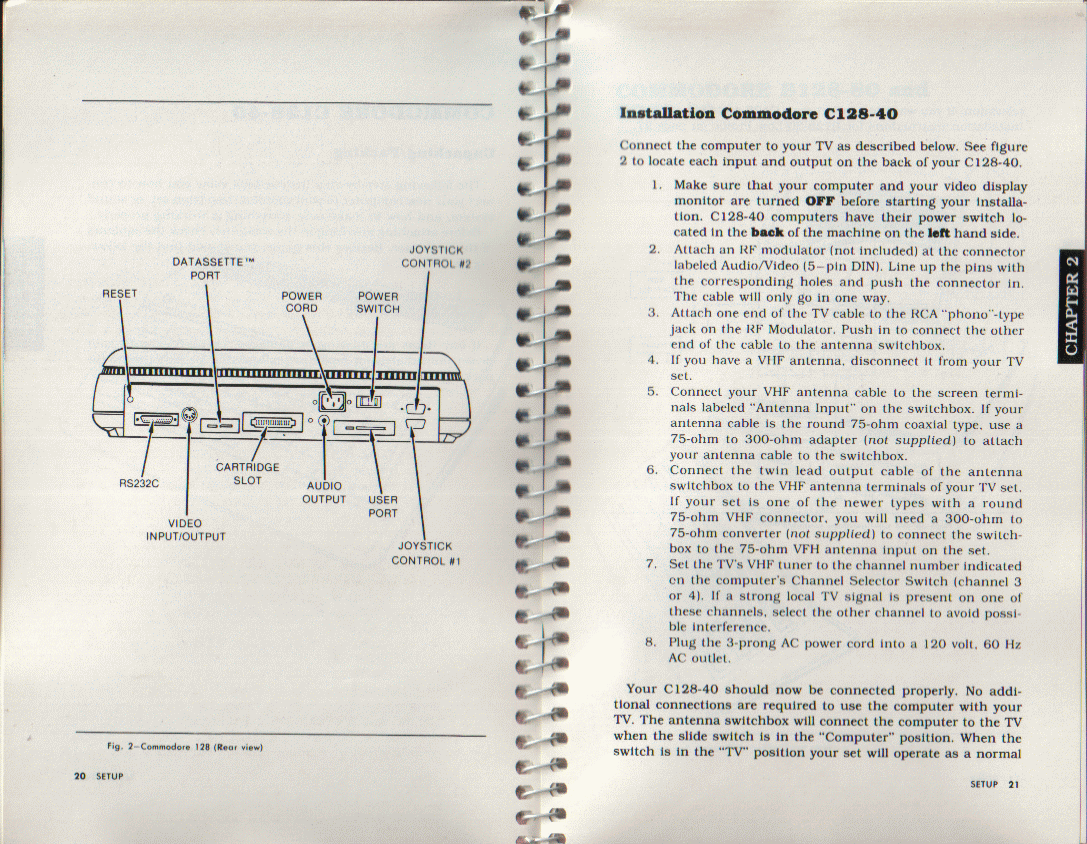 JOYSTICK
CONTROL #2
DATASSETTE™
PORT
RESET
POWER
CORD
POWER
SWITCH
RS232C
CARTRIDGE
SLOT
AUDIO
OUTPUT
USER
PORT
VIDEO
INPUT/OUTPUT
JOYSTICK
CONTROL #1
Fig. 2—Commodore 128 (Rear view)
20 SETUP
Installation Commodore C128-40
Connect the computer to your TV as described below. See figure
2 to locate each input and output on the back of your C128-40.
1. Make sure that your computer and your video display
monitor are turned OFF before starting your installa-
tion. C128-40 computers have their power switch lo-
cated in the back of the machine on the left hand side.
2. Attach an RF modulator (not included) at the connector
labeled Audio/Video (5—pin DIN). Line up the pins with
the corresponding holes and push the connector in.
The cable will only go in one way.
3. Attach one end of the TV cable to the RCA "phono"-type
jack on the RF Modulator. Push in to connect the other
end of the cable to the antenna switchbox.
4. If you have a VHF antenna, disconnect it from your TV
set.
5. Connect your VHF antenna cable to the screen termi-
nals labeled "Antenna Input" on the switchbox. If your
antenna cable is the round 75-ohm coaxial type, use a
75-ohm to 300-ohm adapter (not supplied) to attach
your antenna cable to the switchbox.
6. Connect the twin lead output cable of the antenna
switchbox to the VHF antenna terminals of your TV set.
If your set is one of the newer types with a round
75-ohm VHF connector, you will need a 300-ohm to
75-ohm converter (not supplied) to connect the switch-
box to the 75-ohm VFH antenna input on the set.
7. Set the TV's VHF tuner to the channel number indicated
on the computer's Channel Selector Switch (channel 3
or 4). If a strong local TV signal is present on one of
these channels, select the other channel to avoid possi-
ble interference.
8. Plug the 3-prong AC power cord into a 120 volt, 60 Hz
AC outlet.
Your C128-40 should now be connected properly. No addi-
tional connections are required to use the computer with your
TV. The antenna switchbox will connect the computer to the TV
when the slide switch is in the "Computer" position. When the
switch is in the "TV" position your set will operate as a normal
SETUP 21
CHAPTER 2